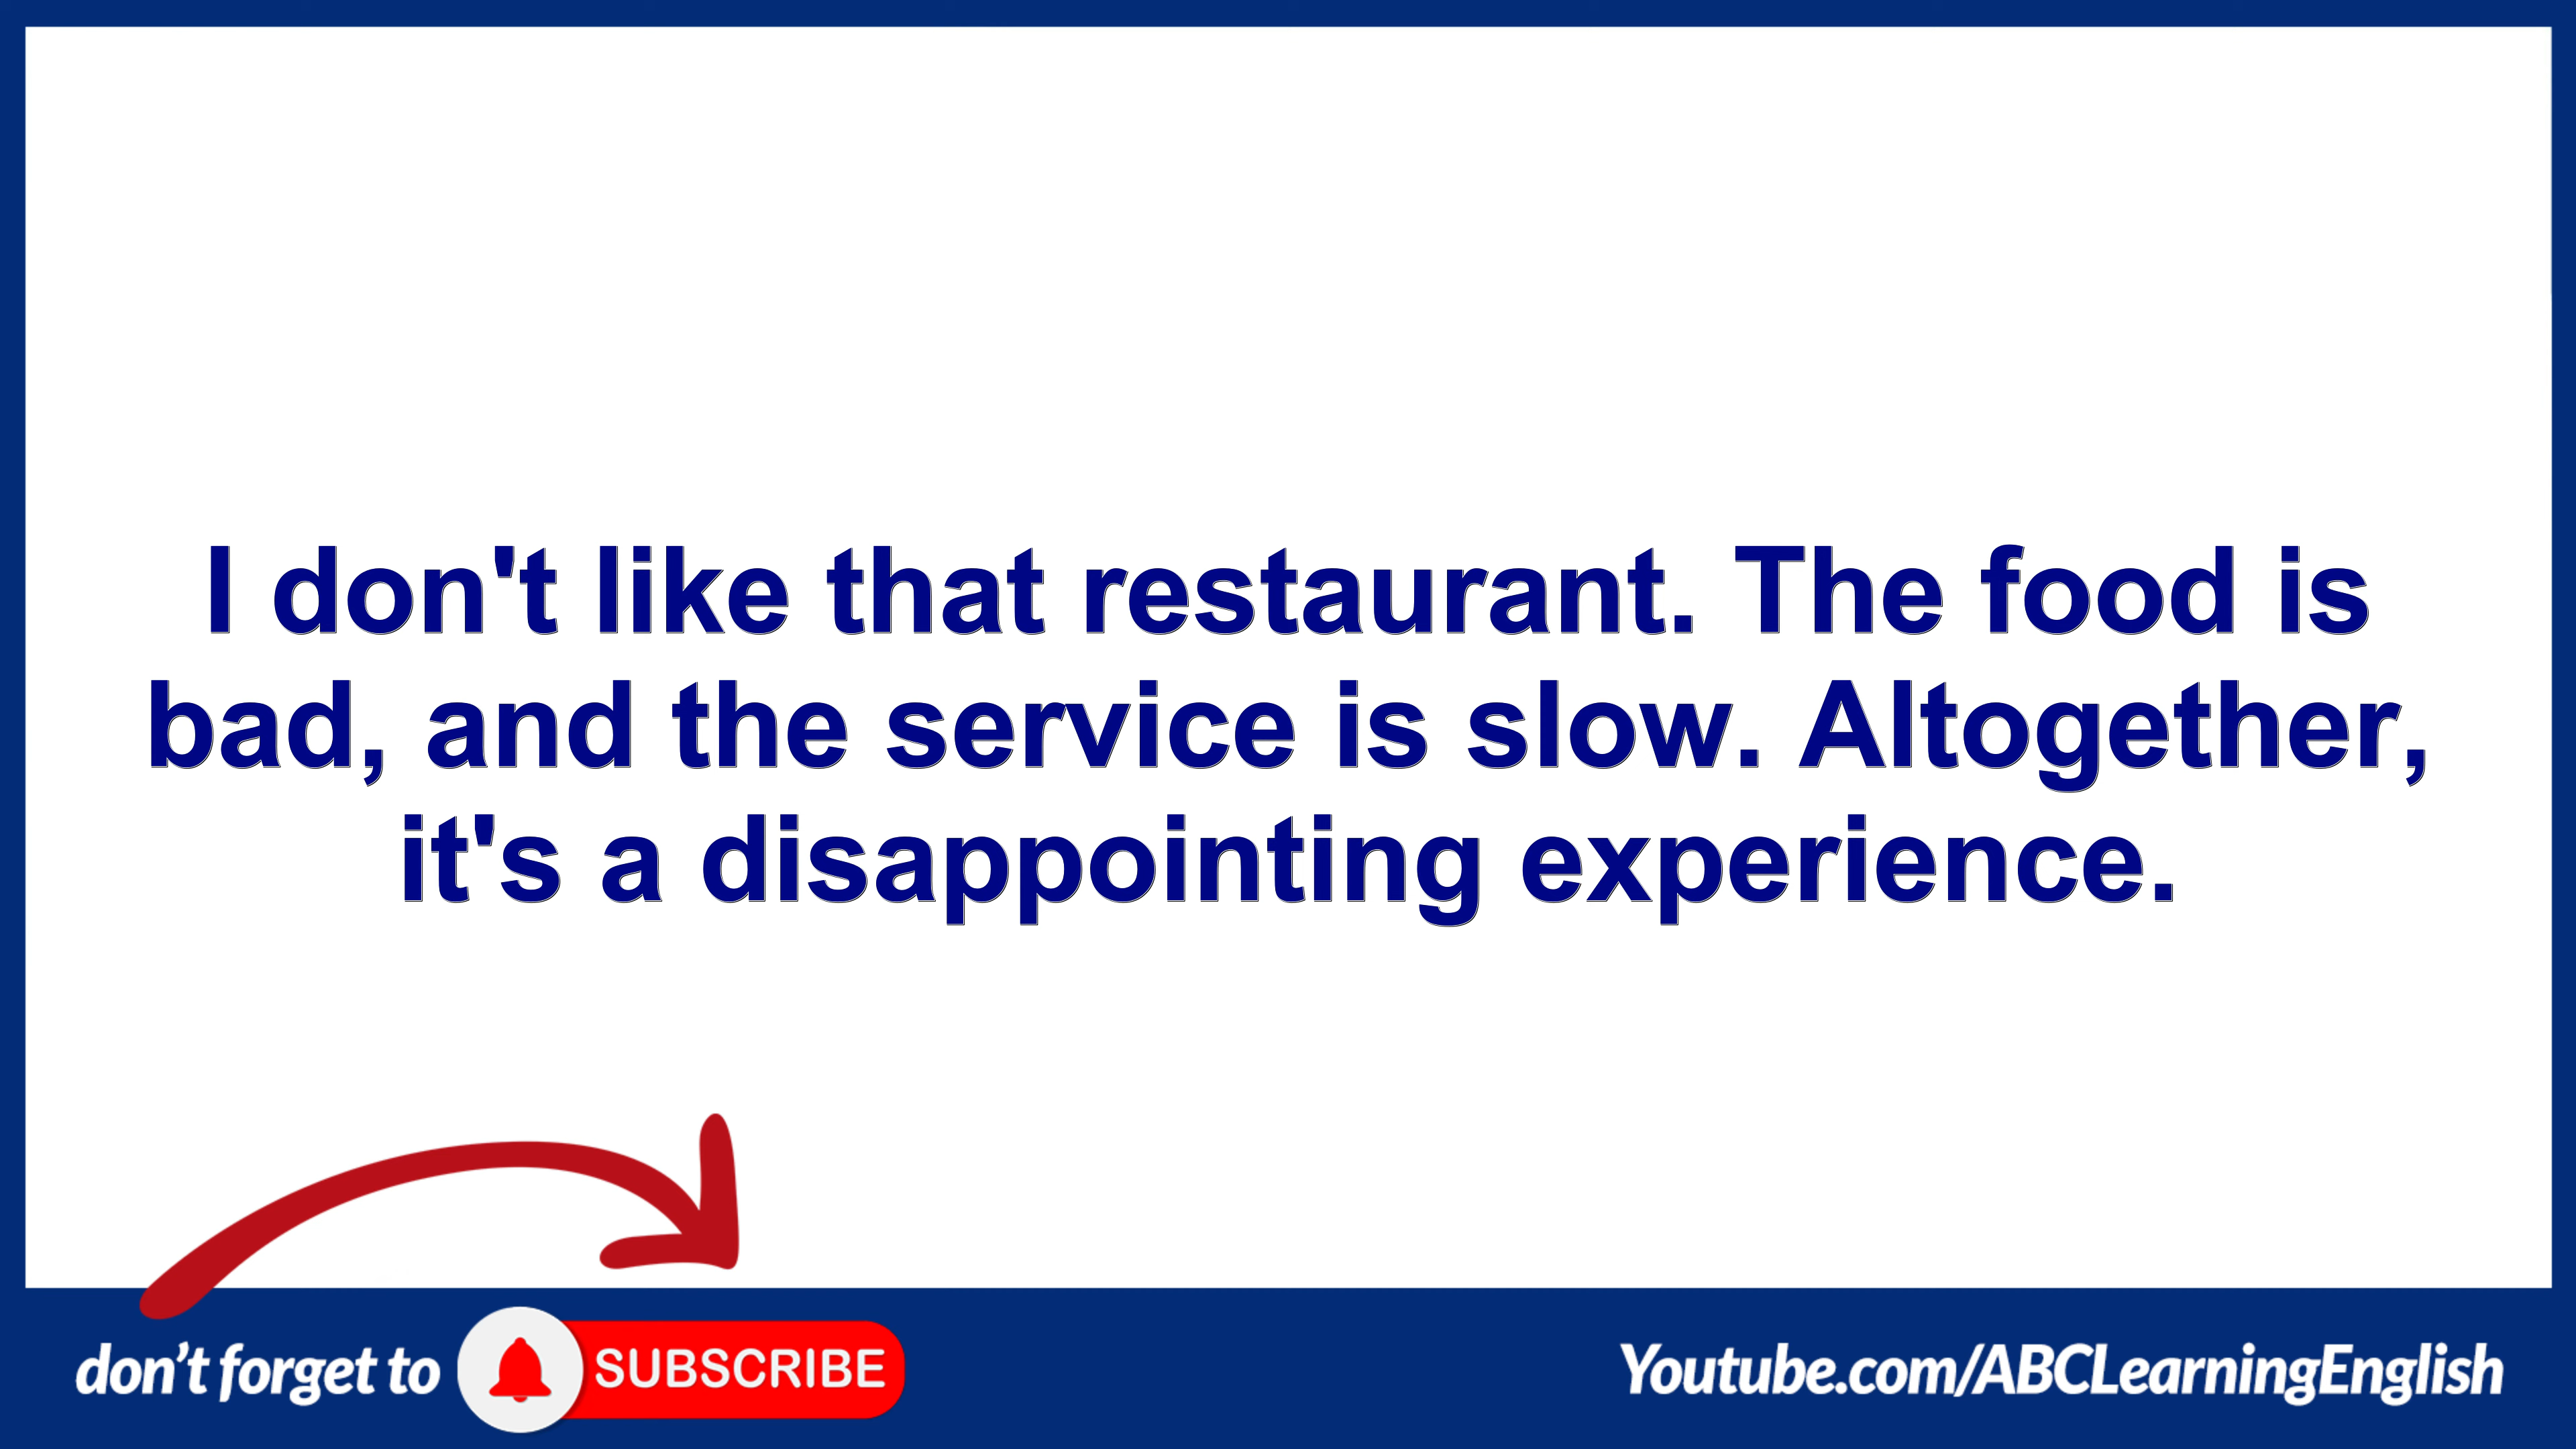 I don't like that restaurant. The food is
bad, and the service is slow. Altogether,
it's a disappointing experience.
don't forget to SUBSCRIBE
Youtube.com/ABCLearningEnglish